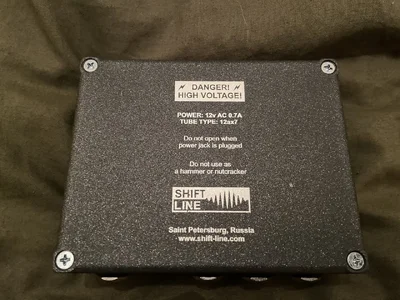 DANGER!
HIGH VOLTAGE!
POWER: 12v AC 0.7A
TUBE TYPE: 12ax7
Do not open when
power jack is plugged
Do not use as
a hammer or nutcracker
SHIFT
LINE
Saint Petersburg, Russia
www.shift-line.com